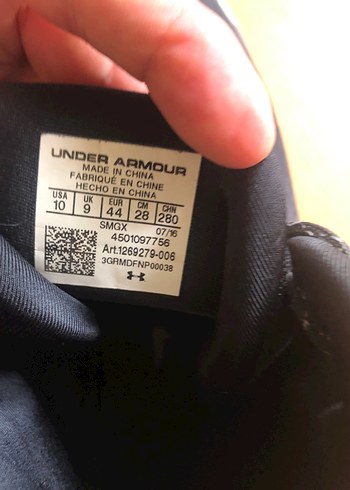 UNDER ARMOUR
MADE IN CHINA
FABRIQUÉ EN CHINE
HECHO EN CHINA
USA UK EUR CM CHN
10 9 44 28 280
SMGX 07/16
4501097756
Art.1269279-006
3GRMDFNP00038